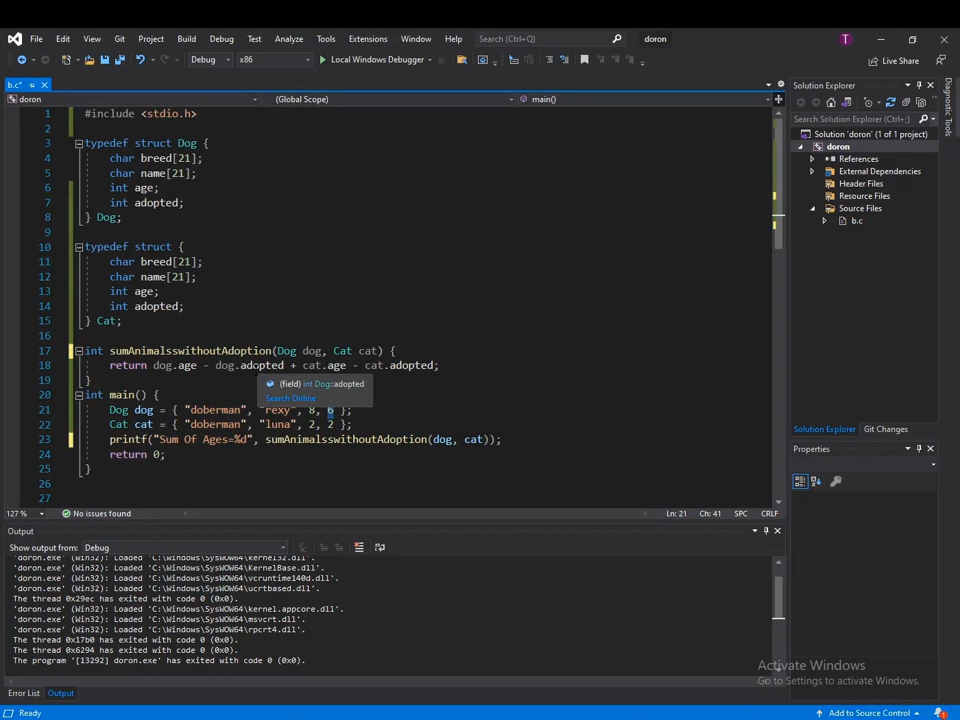 File Edit View Git Project Build Debug Test Analyze Tools Extensions Window Help Search (Ctrl+Q) doron T
Debug x86 Local Windows Debugger Live Share
b.c*
doron (Global Scope) main()
1 #include <stdio.h>
2
3 typedef struct Dog {
4 char breed[21];
5 char name[21];
6 int age;
7 int adopted;
8 } Dog;
9
10 typedef struct {
11 char breed[21];
12 char name[21];
13 int age;
14 int adopted;
15 } Cat;
16
17 int sumAnimalsswithoutAdoption(Dog dog, Cat cat) {
18 return dog.age - dog.adopted + cat.age - cat.adopted;
19 }
(field) int Dog::adopted
Search Online
20 int main() {
21 Dog dog = { "doberman", "rexy", 8, 6 };
22 Cat cat = { "doberman", "luna", 2, 2 };
23 printf("Sum Of Ages=%d", sumAnimalsswithoutAdoption(dog, cat));
24 return 0;
25 }
26
27
127 % No issues found Ln: 21 Ch: 41 SPC CRLF
Output
Show output from: Debug
'doron.exe' (Win32): Loaded 'C:\Windows\SysWOW64\kernel32.dll'.
'doron.exe' (Win32): Loaded 'C:\Windows\SysWOW64\KernelBase.dll'.
'doron.exe' (Win32): Loaded 'C:\Windows\SysWOW64\vcruntime140d.dll'.
'doron.exe' (Win32): Loaded 'C:\Windows\SysWOW64\ucrtbased.dll'.
The thread 0x29ec has exited with code 0 (0x0).
'doron.exe' (Win32): Loaded 'C:\Windows\SysWOW64\kernel.appcore.dll'.
'doron.exe' (Win32): Loaded 'C:\Windows\SysWOW64\msvcrt.dll'.
'doron.exe' (Win32): Loaded 'C:\Windows\SysWOW64\rpcrt4.dll'.
The thread 0x17b0 has exited with code 0 (0x0).
The thread 0x6294 has exited with code 0 (0x0).
The program '[13292] doron.exe' has exited with code 0 (0x0).
Error List Output
Solution Explorer
Search Solution Explorer (Ctrl+;)
Solution 'doron' (1 of 1 project)
doron
References
External Dependencies
Header Files
Resource Files
Source Files
b.c
Solution Explorer Git Changes
Properties
Diagnostic Tools
Activate Windows
Go to Settings to activate Windows.
Ready Add to Source Control 1